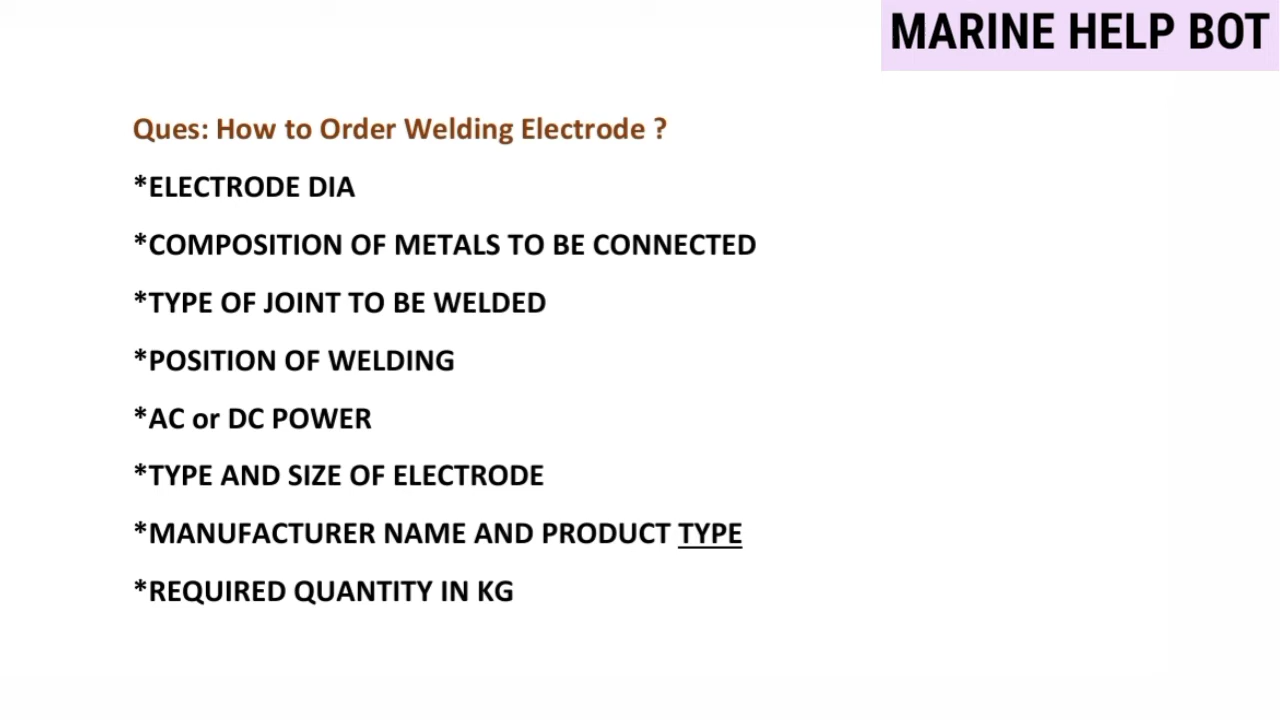 MARINE HELP BOT
Ques: How to Order Welding Electrode ?
*ELECTRODE DIA
*COMPOSITION OF METALS TO BE CONNECTED
*TYPE OF JOINT TO BE WELDED
*POSITION OF WELDING
*AC or DC POWER
*TYPE AND SIZE OF ELECTRODE
*MANUFACTURER NAME AND PRODUCT TYPE
*REQUIRED QUANTITY IN KG